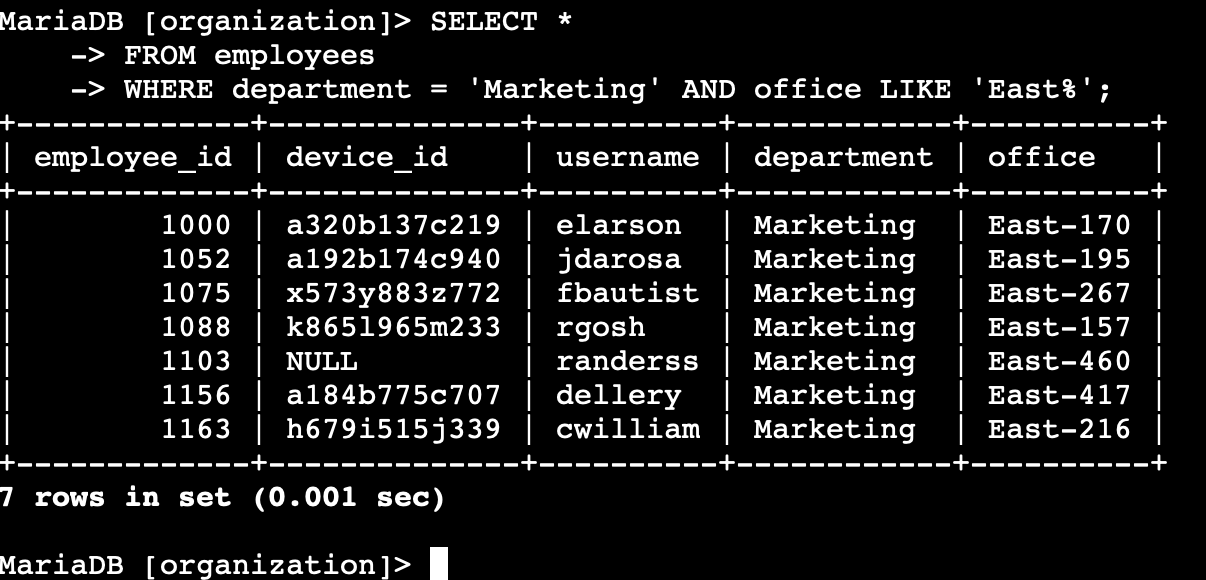 MariaDB [organization]> SELECT *
    -> FROM employees
    -> WHERE department = 'Marketing' AND office LIKE 'East%';
+-------------+--------------+----------+------------+----------+
| employee_id | device_id    | username | department | office   |
+-------------+--------------+----------+------------+----------+
|        1000 | a320b137c219 | elarson  | Marketing  | East-170 |
|        1052 | a192b174c940 | jdarosa  | Marketing  | East-195 |
|        1075 | x573y883z772 | fbautist | Marketing  | East-267 |
|        1088 | k865l965m233 | rgosh    | Marketing  | East-157 |
|        1103 | NULL         | randerss | Marketing  | East-460 |
|        1156 | a184b775c707 | dellery  | Marketing  | East-417 |
|        1163 | h679i515j339 | cwilliam | Marketing  | East-216 |
+-------------+--------------+----------+------------+----------+
7 rows in set (0.001 sec)
MariaDB [organization]>